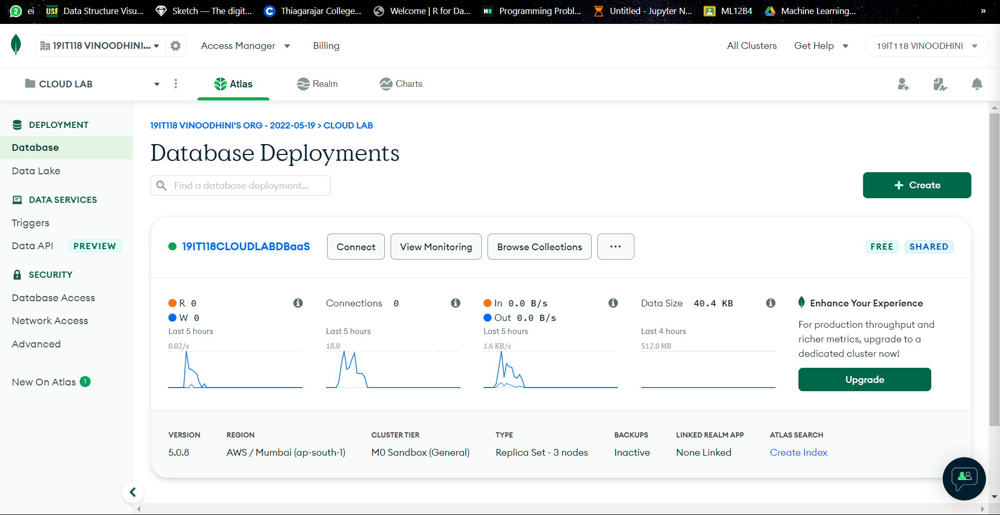 2 ei USF Data Structure Visu... Sketch — The digit... C Thiagarajar College... Welcome | R for Da... H Programming Probl... Untitled - Jupyter N... ML12B4 Machine Learning... »
19IT118 VINOODHINI... Access Manager Billing All Clusters Get Help 19IT118 VINOODHINI
CLOUD LAB Atlas Realm Charts
DEPLOYMENT
Database
Data Lake
DATA SERVICES
Triggers
Data API PREVIEW
SECURITY
Database Access
Network Access
Advanced
New On Atlas 1
19IT118 VINOODHINI'S ORG - 2022-05-19 > CLOUD LAB
Database Deployments
Find a database deployment...
+ Create
19IT118CLOUDLABDBaaS Connect View Monitoring Browse Collections ... FREE SHARED
R 0
W 0
Last 5 hours
0.02/s
Connections 0
Last 5 hours
18.0
In 0.0 B/s
Out 0.0 B/s
Last 5 hours
1.6 KB/s
Data Size 40.4 KB
Last 4 hours
512.0 MB
Enhance Your Experience
For production throughput and
richer metrics, upgrade to a
dedicated cluster now!
Upgrade
VERSION REGION CLUSTER TIER TYPE BACKUPS LINKED REALM APP ATLAS SEARCH
5.0.8 AWS / Mumbai (ap-south-1) M0 Sandbox (General) Replica Set - 3 nodes Inactive None Linked Create Index